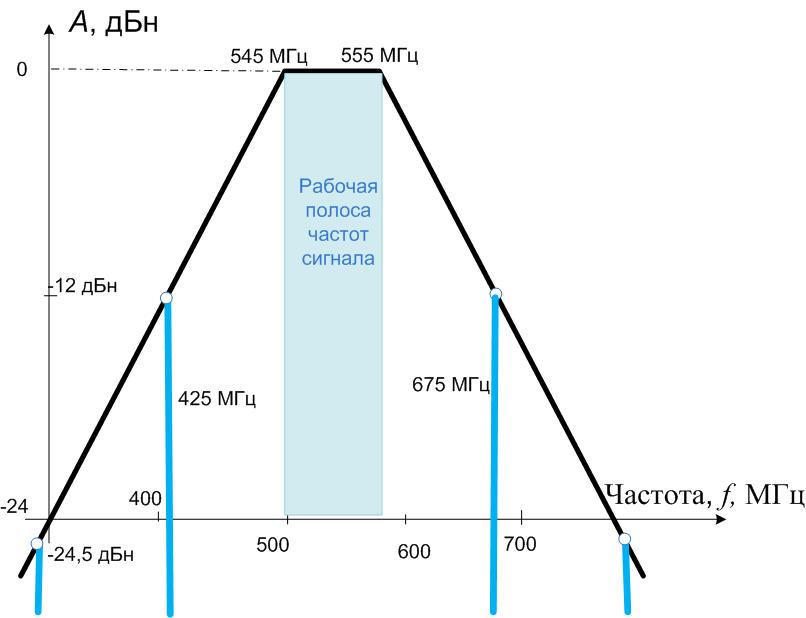 A, дБн
545 МГц
555 МГц
0
Рабочая
полоса
частот
сигнала
-12 дБн
425 МГц
675 МГц
-24
400
Частота, f, МГц
-24,5 дБн
500
600
700